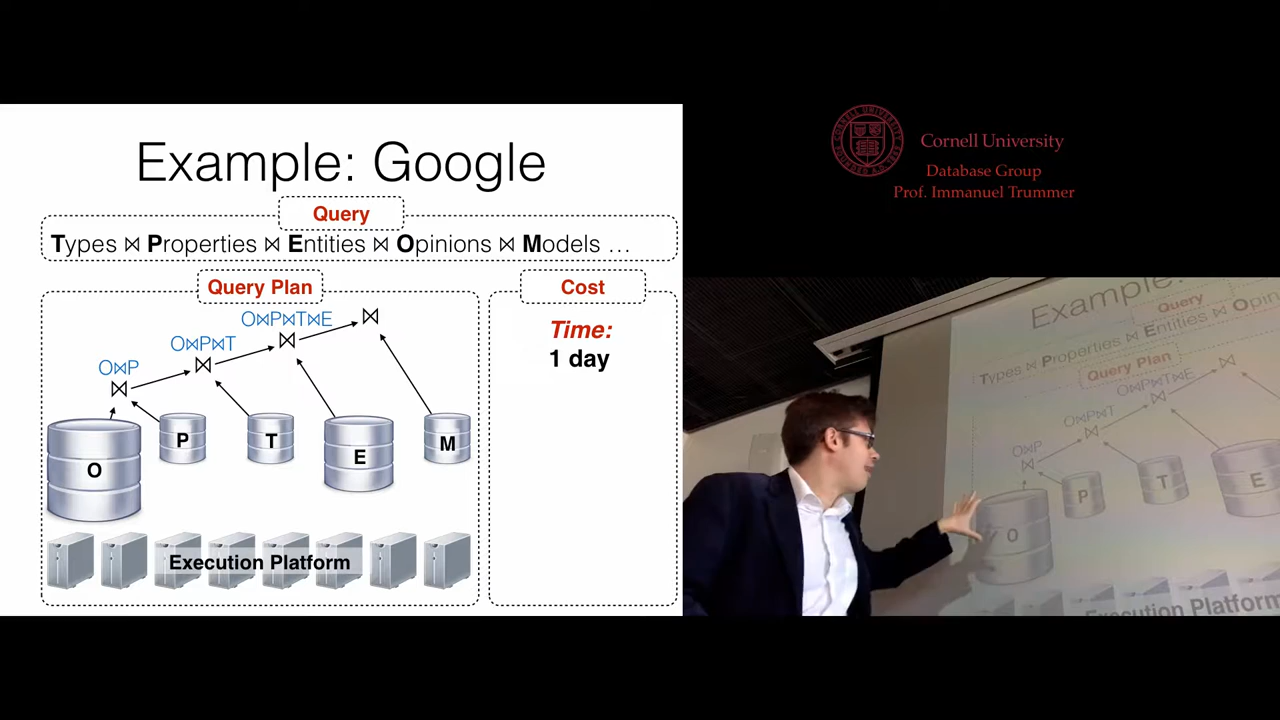 Example: Google
Query
Types ⋈ Properties ⋈ Entities ⋈ Opinions ⋈ Models ...
Query Plan
Cost
O⋈P⋈T⋈E
⋈
Time:
O⋈P⋈T
⋈
1 day
O⋈P
⋈
⋈
O
P
T
E
M
Execution Platform
Cornell University
Database Group
Prof. Immanuel Trummer
Example:
Query
Types ⋈ Properties ⋈ Entities ⋈ Opin
Query Plan
O⋈P⋈T⋈E
⋈
O⋈P⋈T
⋈
O⋈P
⋈
⋈
O
P
T
E
Execution Platform